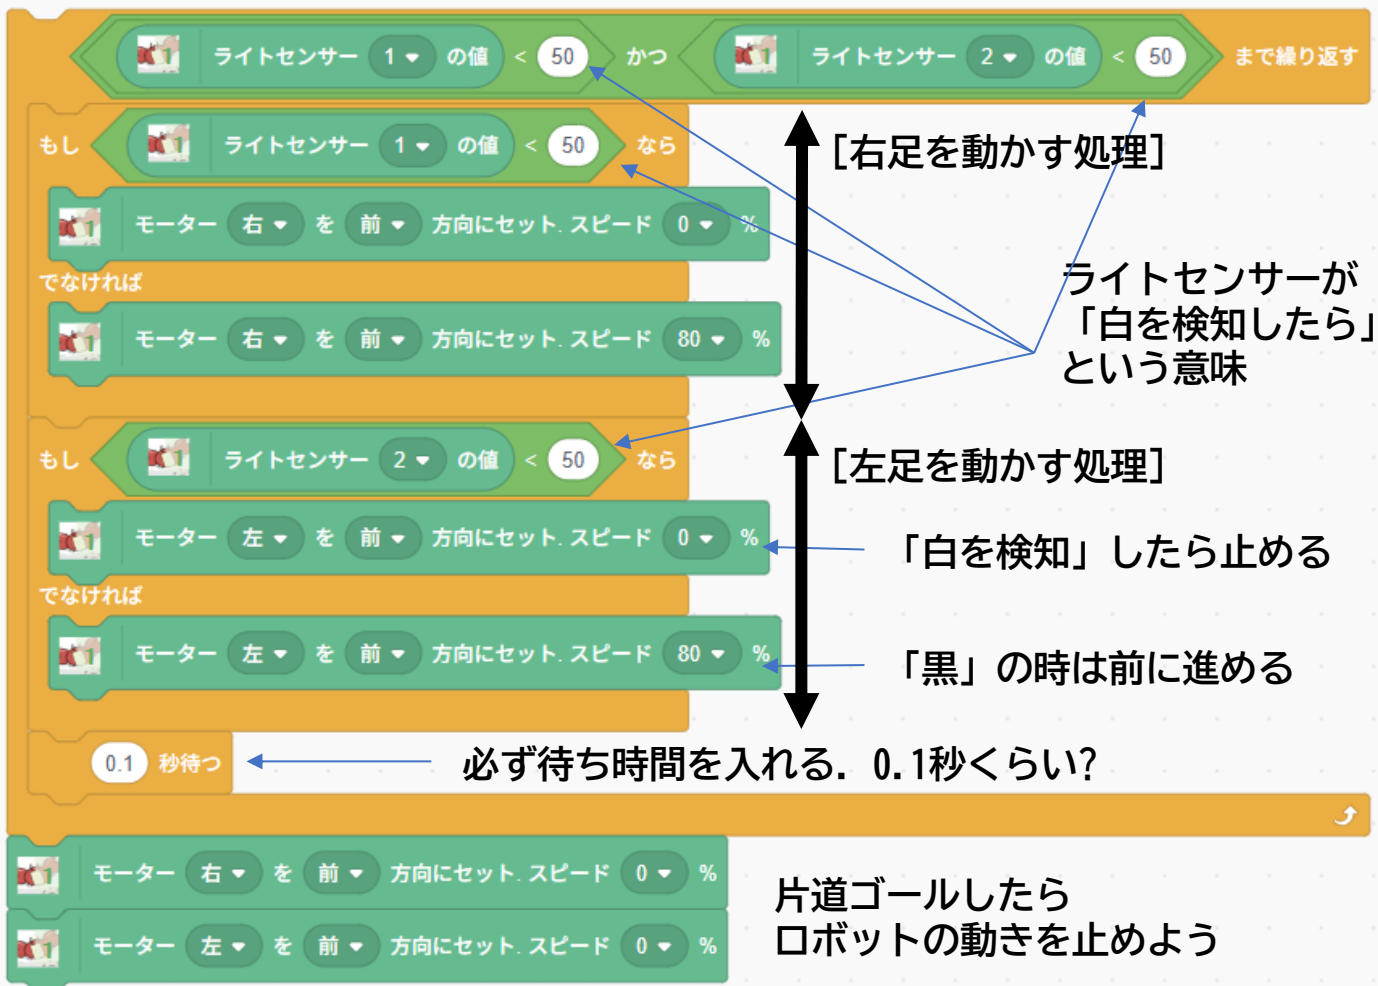 ライトセンサー 1 の値 < 50 かつ ライトセンサー 2 の値 < 50 まで繰り返す
もし ライトセンサー 1 の値 < 50 なら
[右足を動かす処理]
モーター 右 を 前 方向にセット. スピード 0 %
でなければ
ライトセンサーが
「白を検知したら」
という意味
モーター 右 を 前 方向にセット. スピード 80 %
もし ライトセンサー 2 の値 < 50 なら
[左足を動かす処理]
モーター 左 を 前 方向にセット. スピード 0 %
「白を検知」したら止める
でなければ
モーター 左 を 前 方向にセット. スピード 80 %
「黒」の時は前に進める
0.1 秒待つ
必ず待ち時間を入れる. 0.1秒くらい?
モーター 右 を 前 方向にセット. スピード 0 %
モーター 左 を 前 方向にセット. スピード 0 %
片道ゴールしたら
ロボットの動きを止めよう